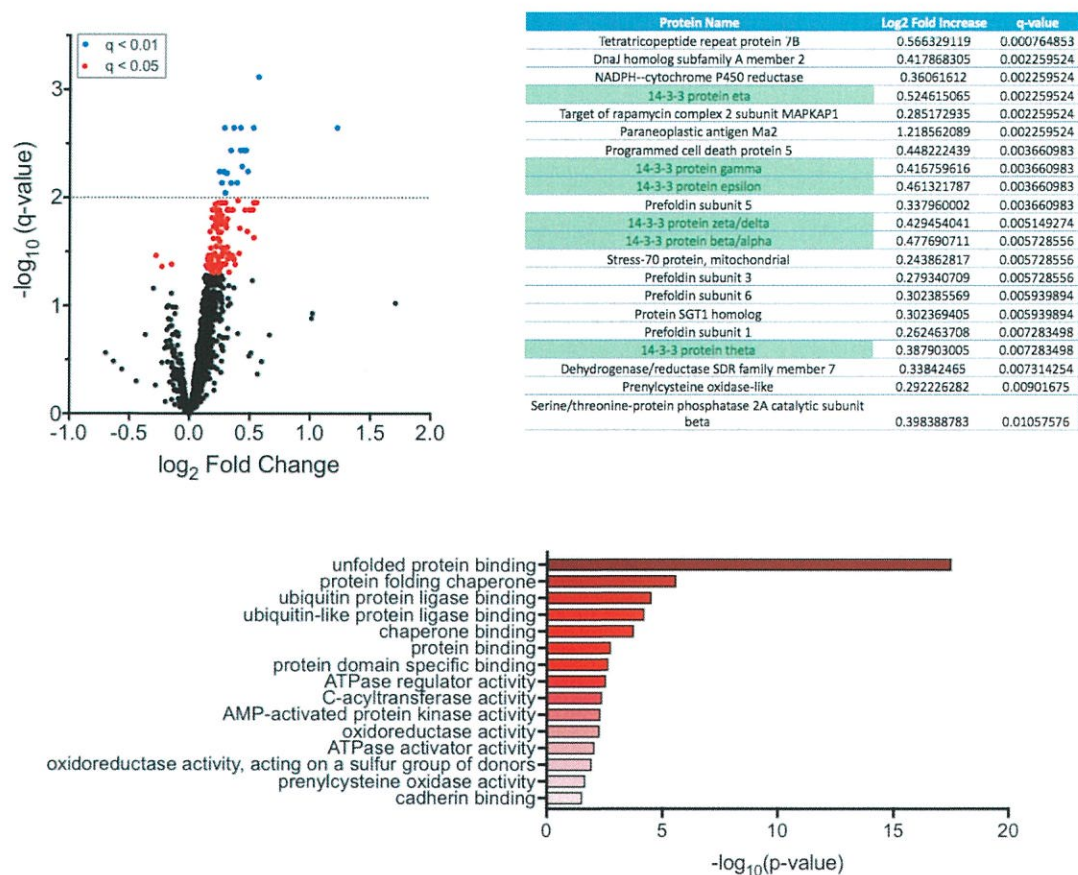 q < 0.01
q < 0.05
3
2
1
0
-log10 (q-value)
-1.0 -0.5 0.0 0.5 1.0 1.5 2.0
log2 Fold Change
Protein Name Log2 Fold Increase q-value
Tetratricopeptide repeat protein 7B 0.566329119 0.000764853
DnaJ homolog subfamily A member 2 0.417868305 0.002259524
NADPH--cytochrome P450 reductase 0.36061612 0.002259524
14-3-3 protein eta 0.524615065 0.002259524
Target of rapamycin complex 2 subunit MAPKAP1 0.285172935 0.002259524
Paraneoplastic antigen Ma2 1.218562089 0.002259524
Programmed cell death protein 5 0.448222439 0.003660983
14-3-3 protein gamma 0.416759616 0.003660983
14-3-3 protein epsilon 0.461321787 0.003660983
Prefoldin subunit 5 0.337960002 0.003660983
14-3-3 protein zeta/delta 0.429454041 0.005149274
14-3-3 protein beta/alpha 0.477690711 0.005728556
Stress-70 protein, mitochondrial 0.243862817 0.005728556
Prefoldin subunit 3 0.279340709 0.005728556
Prefoldin subunit 6 0.302385569 0.005939894
Protein SGT1 homolog 0.302369405 0.005939894
Prefoldin subunit 1 0.262463708 0.007283498
14-3-3 protein theta 0.387903005 0.007283498
Dehydrogenase/reductase SDR family member 7 0.33842465 0.007314254
Prenylcysteine oxidase-like 0.292226282 0.00901675
Serine/threonine-protein phosphatase 2A catalytic subunit
beta 0.398388783 0.01057576
unfolded protein binding
protein folding chaperone
ubiquitin protein ligase binding
ubiquitin-like protein ligase binding
chaperone binding
protein binding
protein domain specific binding
ATPase regulator activity
C-acyltransferase activity
AMP-activated protein kinase activity
oxidoreductase activity
ATPase activator activity
oxidoreductase activity, acting on a sulfur group of donors
prenylcysteine oxidase activity
cadherin binding
0 5 10 15 20
-log10(p-value)